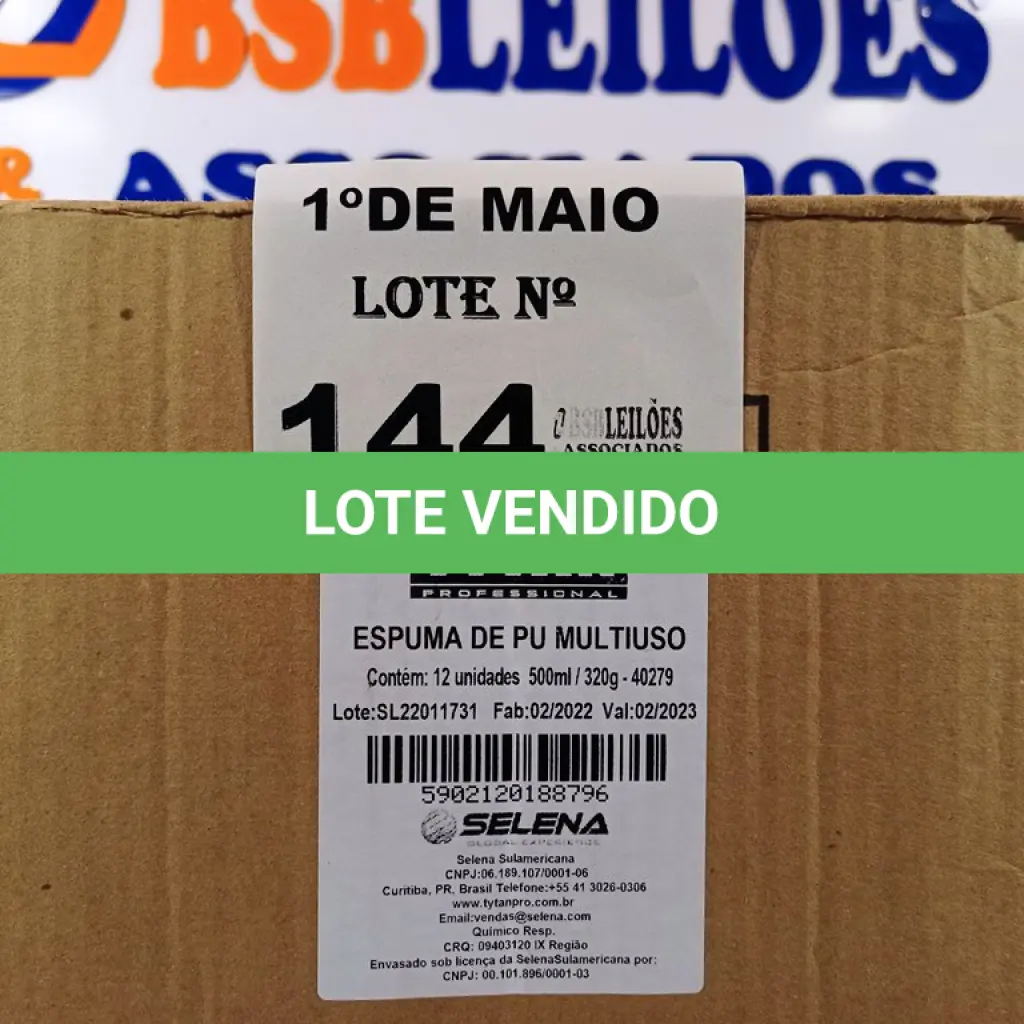 BSBLEILÕES
& ASSOCIADOS
1ºDE MAIO
LOTE Nº
144
BSBLEILÕES
ASSOCIADOS
LOTE VENDIDO
PROFESSIONAL
ESPUMA DE PU MULTIUSO
Contém: 12 unidades 500ml / 320g - 40279
Lote:SL22011731 Fab:02/2022 Val:02/2023
5902120188796
SELENA
GLOBAL EXPERIENCE
Selena Sulamericana
CNPJ:06.189.107/0001-06
Curitiba, PR, Brasil Telefone:+55 41 3026-0306
www.tytanpro.com.br
Email:vendas@selena.com
Químico Resp.
CRQ: 09403120 IX Região
Envasado sob licença da SelenaSulamericana por:
CNPJ: 00.101.896/0001-03